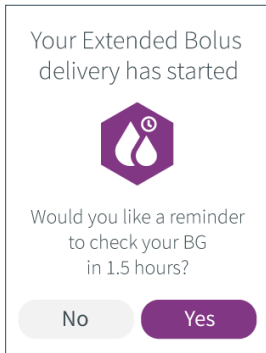 Your Extended Bolus
delivery has started
Would you like a reminder
to check your BG
in 1.5 hours?
No
Yes